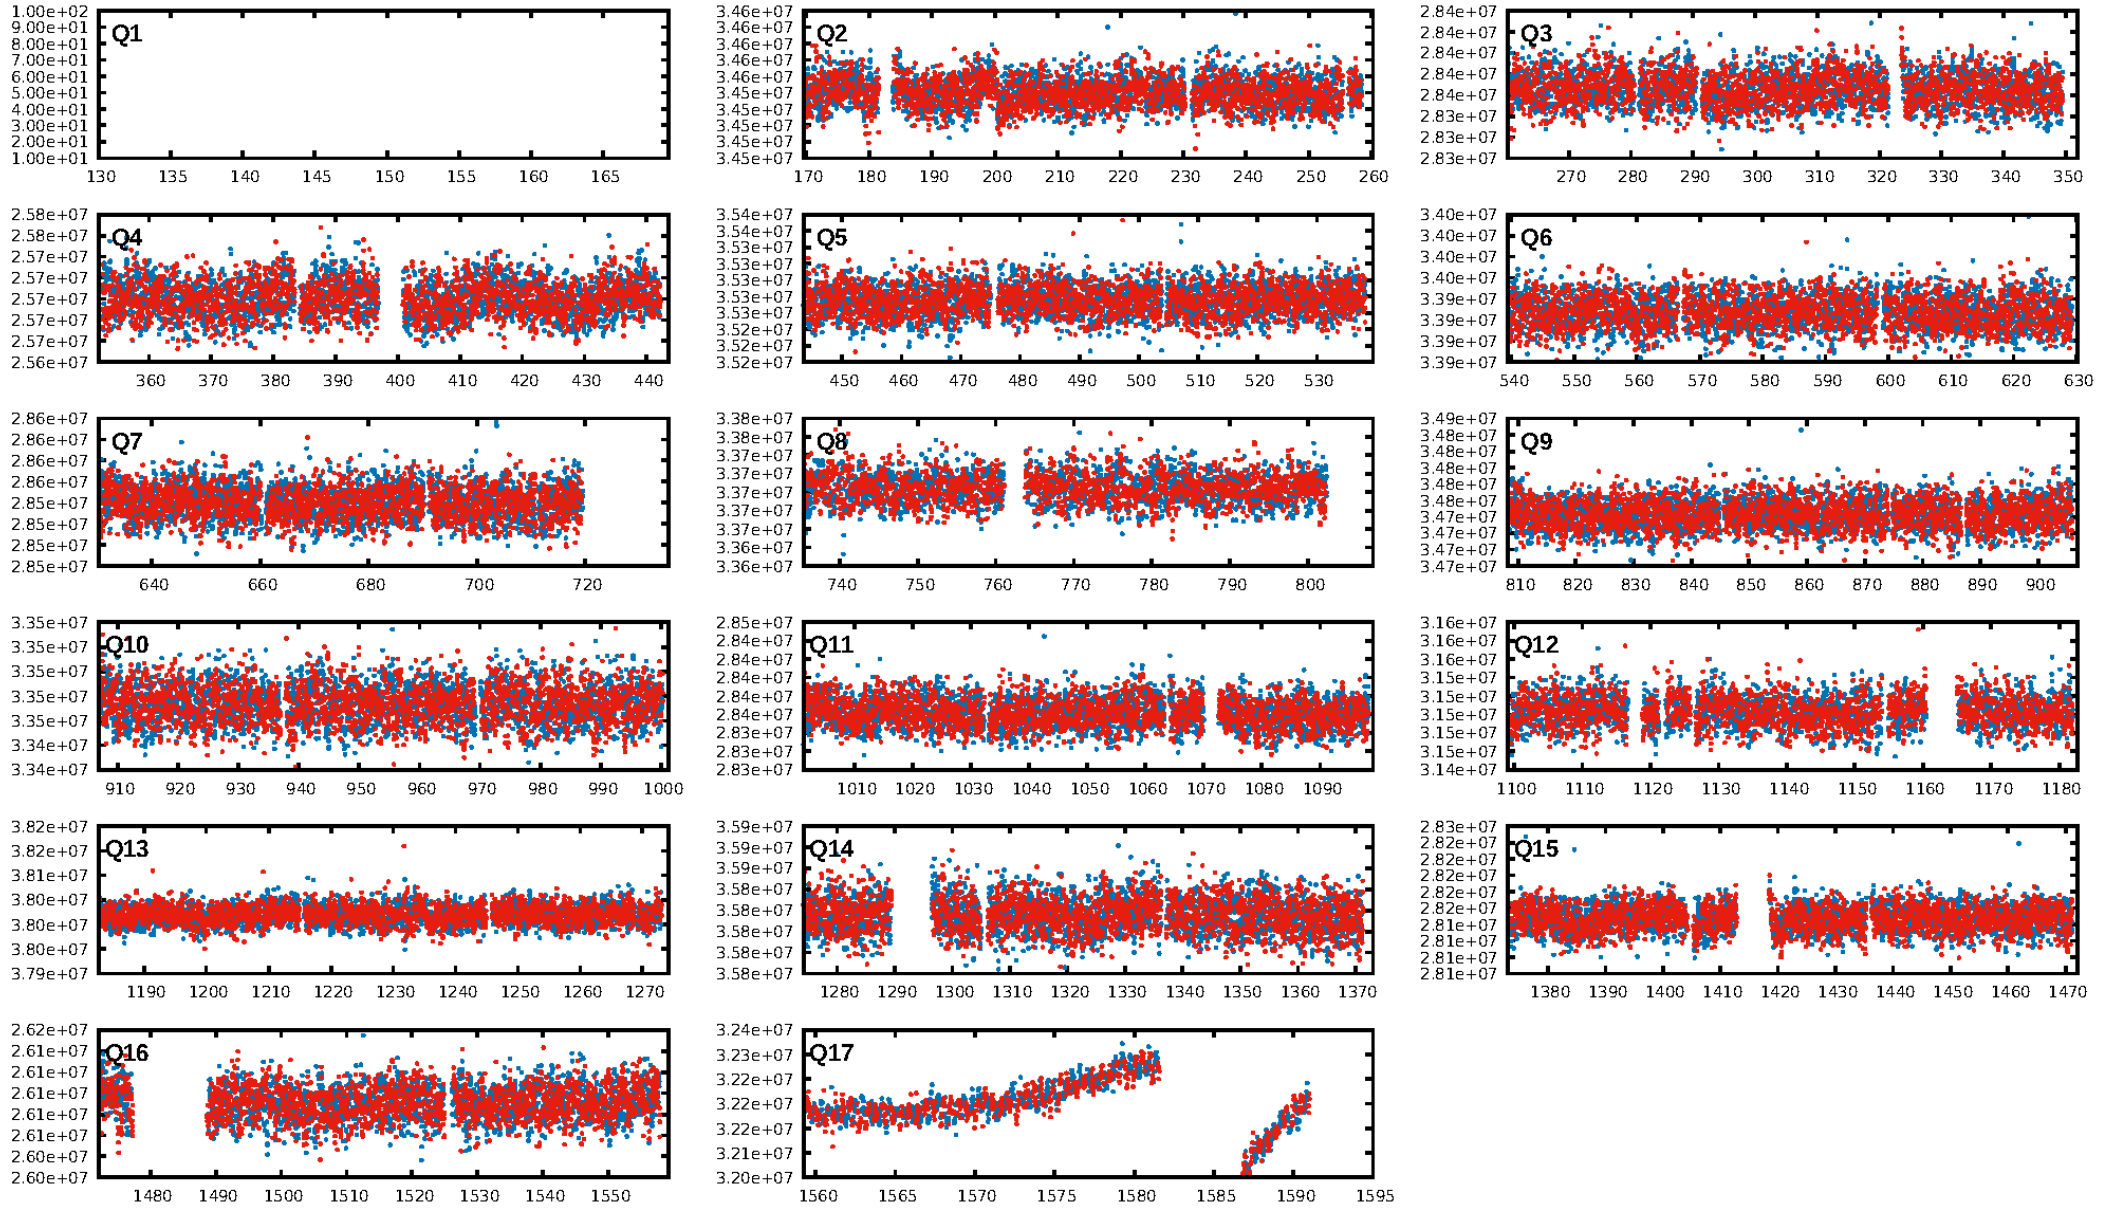 1.00e+02
9.00e+01
8.00e+01
7.00e+01
6.00e+01
5.00e+01
4.00e+01
3.00e+01
2.00e+01
1.00e+01
Q1
130 135 140 145 150 155 160 165
3.46e+07
3.46e+07
3.46e+07
3.46e+07
3.46e+07
3.45e+07
3.45e+07
3.45e+07
3.45e+07
3.45e+07
Q2
170 180 190 200 210 220 230 240 250 260
2.84e+07
2.84e+07
2.84e+07
2.84e+07
2.84e+07
2.83e+07
2.83e+07
2.83e+07
Q3
270 280 290 300 310 320 330 340 350
2.58e+07
2.58e+07
2.57e+07
2.57e+07
2.57e+07
2.57e+07
2.57e+07
2.56e+07
Q4
360 370 380 390 400 410 420 430 440
3.54e+07
3.54e+07
3.53e+07
3.53e+07
3.53e+07
3.53e+07
3.53e+07
3.52e+07
3.52e+07
3.52e+07
Q5
450 460 470 480 490 500 510 520 530
3.40e+07
3.40e+07
3.40e+07
3.40e+07
3.39e+07
3.39e+07
3.39e+07
3.39e+07
Q6
540 550 560 570 580 590 600 610 620 630
2.86e+07
2.86e+07
2.86e+07
2.86e+07
2.85e+07
2.85e+07
2.85e+07
2.85e+07
Q7
640 660 680 700 720
3.38e+07
3.38e+07
3.37e+07
3.37e+07
3.37e+07
3.37e+07
3.37e+07
3.36e+07
3.36e+07
Q8
740 750 760 770 780 790 800
3.49e+07
3.48e+07
3.48e+07
3.48e+07
3.48e+07
3.48e+07
3.47e+07
3.47e+07
3.47e+07
3.47e+07
Q9
810 820 830 840 850 860 870 880 890 900
3.35e+07
3.35e+07
3.35e+07
3.35e+07
3.35e+07
3.34e+07
3.34e+07
Q10
910 920 930 940 950 960 970 980 990 1000
2.85e+07
2.84e+07
2.84e+07
2.84e+07
2.84e+07
2.84e+07
2.83e+07
2.83e+07
2.83e+07
Q11
1010 1020 1030 1040 1050 1060 1070 1080 1090
3.16e+07
3.16e+07
3.16e+07
3.15e+07
3.15e+07
3.15e+07
3.15e+07
3.14e+07
Q12
1100 1110 1120 1130 1140 1150 1160 1170 1180
3.82e+07
3.82e+07
3.81e+07
3.80e+07
3.80e+07
3.80e+07
3.79e+07
Q13
1190 1200 1210 1220 1230 1240 1250 1260 1270
3.59e+07
3.59e+07
3.59e+07
3.58e+07
3.58e+07
3.58e+07
3.58e+07
3.58e+07
Q14
1280 1290 1300 1310 1320 1330 1340 1350 1360 1370
2.83e+07
2.82e+07
2.82e+07
2.82e+07
2.82e+07
2.82e+07
2.81e+07
2.81e+07
2.81e+07
2.81e+07
Q15
1380 1390 1400 1410 1420 1430 1440 1450 1460 1470
2.62e+07
2.61e+07
2.61e+07
2.61e+07
2.61e+07
2.61e+07
2.60e+07
2.60e+07
Q16
1480 1490 1500 1510 1520 1530 1540 1550
3.24e+07
3.23e+07
3.22e+07
3.22e+07
3.22e+07
3.21e+07
3.20e+07
Q17
1560 1565 1570 1575 1580 1585 1590 1595